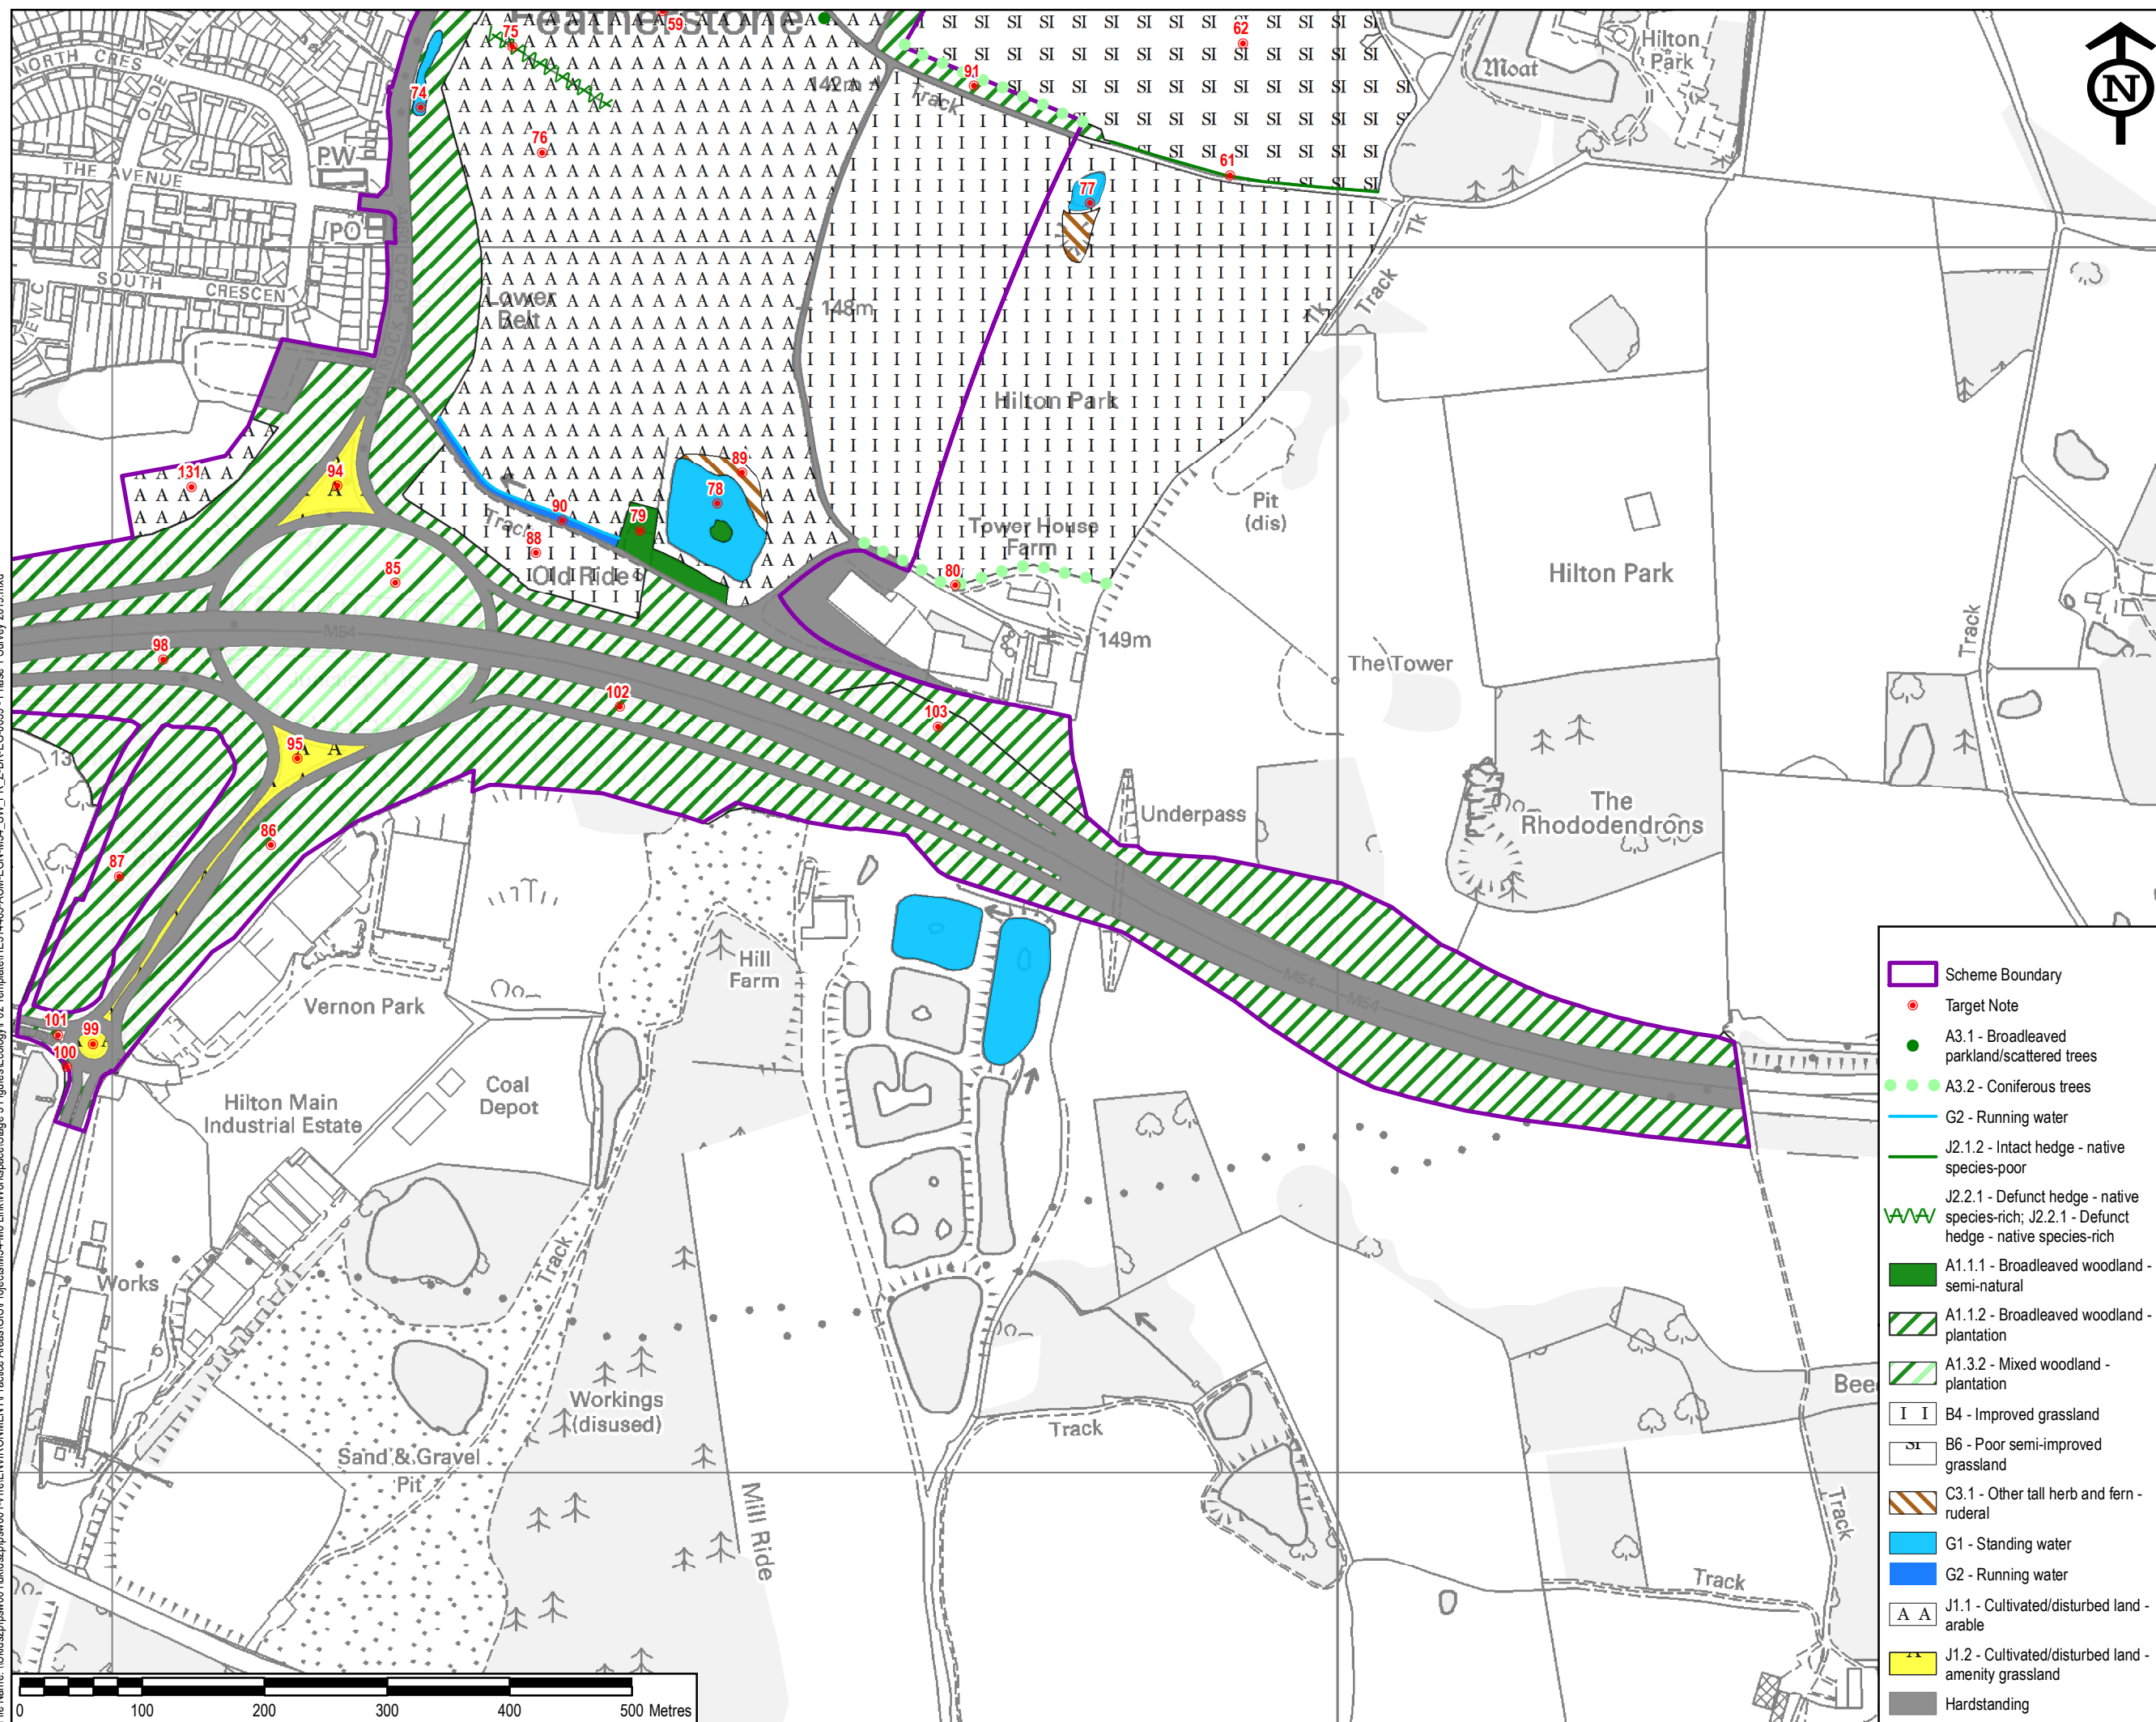 Featherstone
NORTH CRES
OLDE HALL
THE AVENUE
PW
PO
SOUTH CRESCENT
CANNOCK ROAD
Lower
Belt
142m
Track
148m
Hilton Park
Moat
Hilton
Park
Tk
Track
Tk
Pit
(dis)
Hilton Park
Tower House
Farm
Track
Old Ride
149m
The Tower
Track
M54
Underpass
The
Rhododendrons
M54
M54
Hill
Farm
Vernon Park
Coal
Depot
Hilton Main
Industrial Estate
Works
Track
Workings
(disused)
Sand & Gravel
Pit
Mill Ride
Track
Track
Track
59
62
75
74
76
91
61
77
131
94
89
78
90
79
88
85
80
98
102
103
95
86
87
101
99
100
N
Scheme Boundary
Target Note
A3.1 - Broadleaved
parkland/scattered trees
A3.2 - Coniferous trees
G2 - Running water
J2.1.2 - Intact hedge - native
species-poor
J2.2.1 - Defunct hedge - native
species-rich; J2.2.1 - Defunct
hedge - native species-rich
A1.1.1 - Broadleaved woodland -
semi-natural
A1.1.2 - Broadleaved woodland -
plantation
A1.3.2 - Mixed woodland -
plantation
I I B4 - Improved grassland
SI B6 - Poor semi-improved
grassland
C3.1 - Other tall herb and fern -
ruderal
G1 - Standing water
G2 - Running water
A A J1.1 - Cultivated/disturbed land -
arable
A J1.2 - Cultivated/disturbed land -
amenity grassland
Hardstanding
0 100 200 300 400 500 Metres